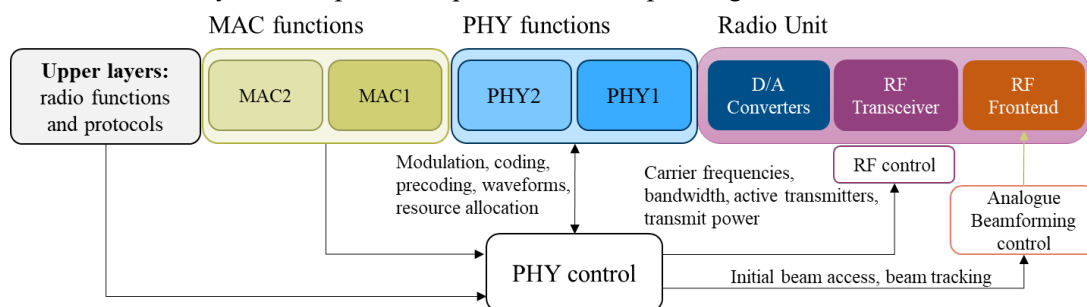 MAC functions
PHY functions
Radio Unit
Upper layers:
radio functions
and protocols
MAC2
MAC1
PHY2
PHY1
D/A
Converters
RF
Transceiver
RF
Frontend
Modulation, coding,
precoding, waveforms,
resource allocation
Carrier frequencies,
bandwidth, active transmitters,
transmit power
RF control
Analogue
Beamforming
control
PHY control
Initial beam access, beam tracking